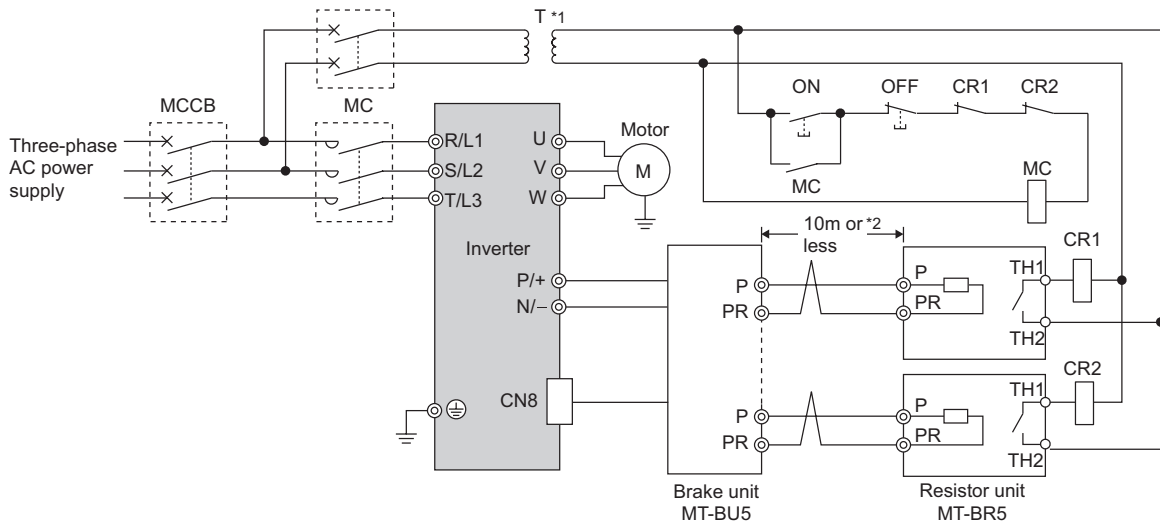 T *1
MCCB
MC
ON
OFF
CR1
CR2
Three-phase
AC power
supply
R/L1
S/L2
T/L3
U
V
W
Motor
M
MC
MC
Inverter
10m or *2
less
CR1
P/+
N/−
P
PR
P
PR
TH1
TH2
CR2
CN8
P
PR
P
PR
TH1
TH2
Brake unit
MT-BU5
Resistor unit
MT-BR5